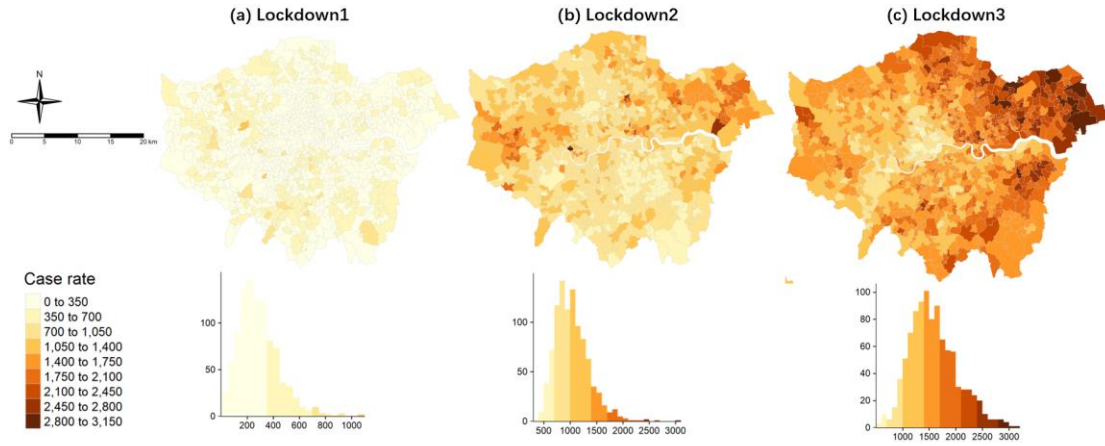 (a) Lockdown1
(b) Lockdown2
(c) Lockdown3
N
0 5 10 15 20 km
Case rate
0 to 350
350 to 700
700 to 1,050
1,050 to 1,400
1,400 to 1,750
1,750 to 2,100
2,100 to 2,450
2,450 to 2,800
2,800 to 3,150
100
50
0
200 400 600 800 1000
100
50
0
500 1000 1500 2000 2500 3000
100
80
60
40
20
0
1000 1500 2000 2500 3000